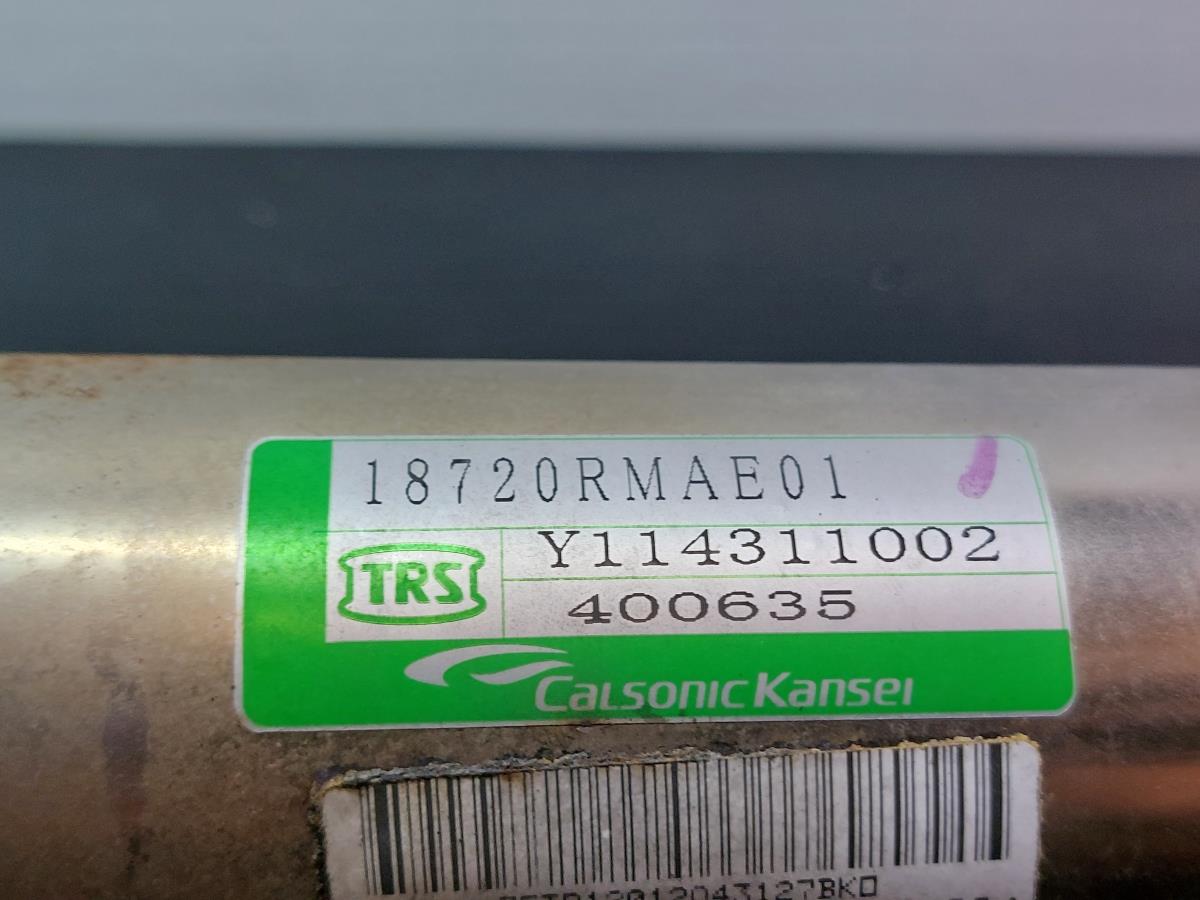 18720RMAE01
TRS
Y114311002
400635
CALSONIC KANSEI